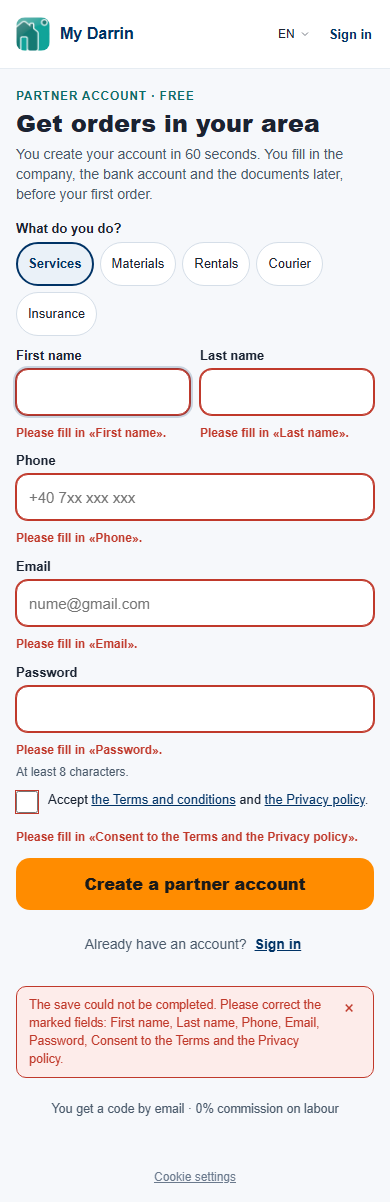 My Darrin
EN
Sign in
PARTNER ACCOUNT · FREE
Get orders in your area
You create your account in 60 seconds. You fill in the
company, the bank account and the documents later,
before your first order.
What do you do?
Services
Materials
Rentals
Courier
Insurance
First name
Last name
Please fill in «First name».
Please fill in «Last name».
Phone
+40 7xx xxx xxx
Please fill in «Phone».
Email
nume@gmail.com
Please fill in «Email».
Password
Please fill in «Password».
At least 8 characters.
Accept the Terms and conditions and the Privacy policy.
Please fill in «Consent to the Terms and the Privacy policy».
Create a partner account
Already have an account? Sign in
The save could not be completed. Please correct the
marked fields: First name, Last name, Phone, Email,
Password, Consent to the Terms and the Privacy
policy.
×
You get a code by email · 0% commission on labour
Cookie settings